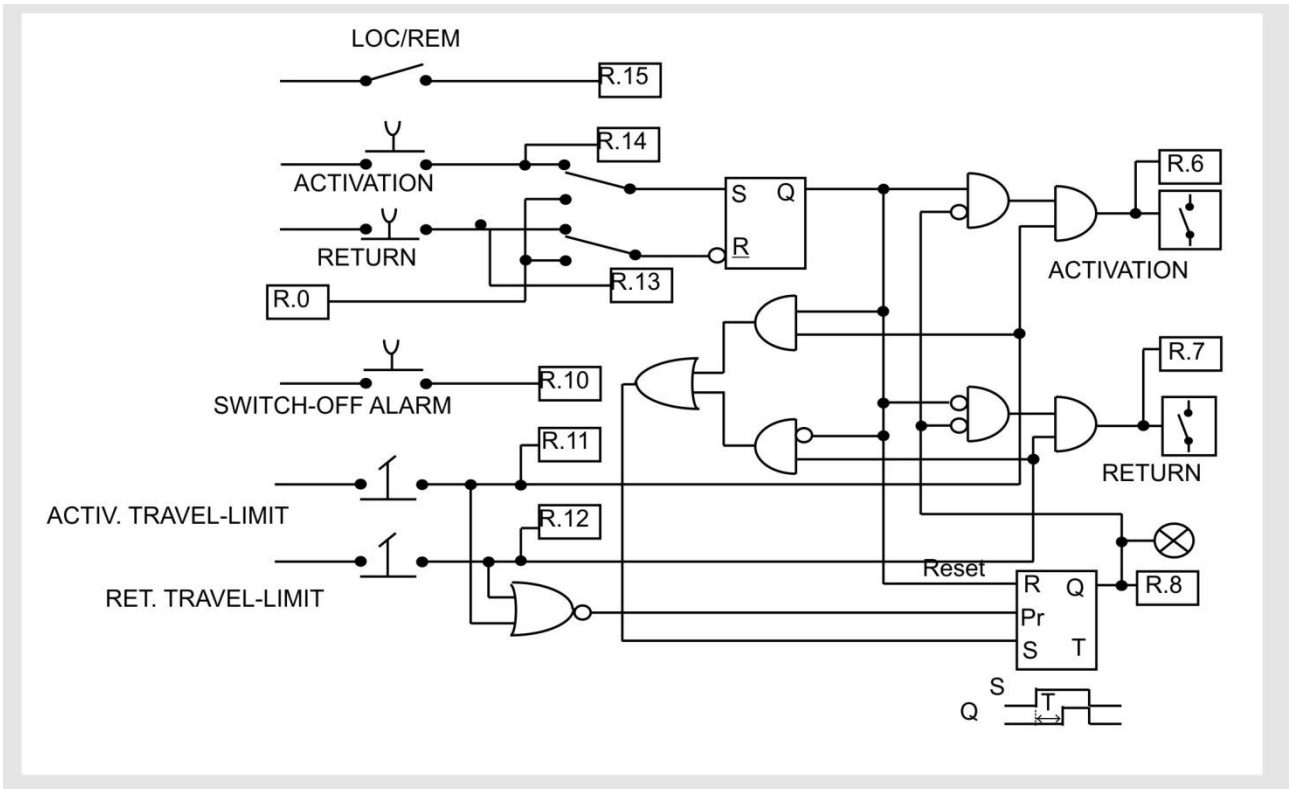 LOC/REM
R.15
R.14
ACTIVATION
RETURN
R.13
R.0
S Q
R
R.6
ACTIVATION
R.7
RETURN
R.10
SWITCH-OFF ALARM
R.11
ACTIV. TRAVEL-LIMIT
R.12
RET. TRAVEL-LIMIT
Reset
R Q
Pr
S T
R.8
S
T
Q